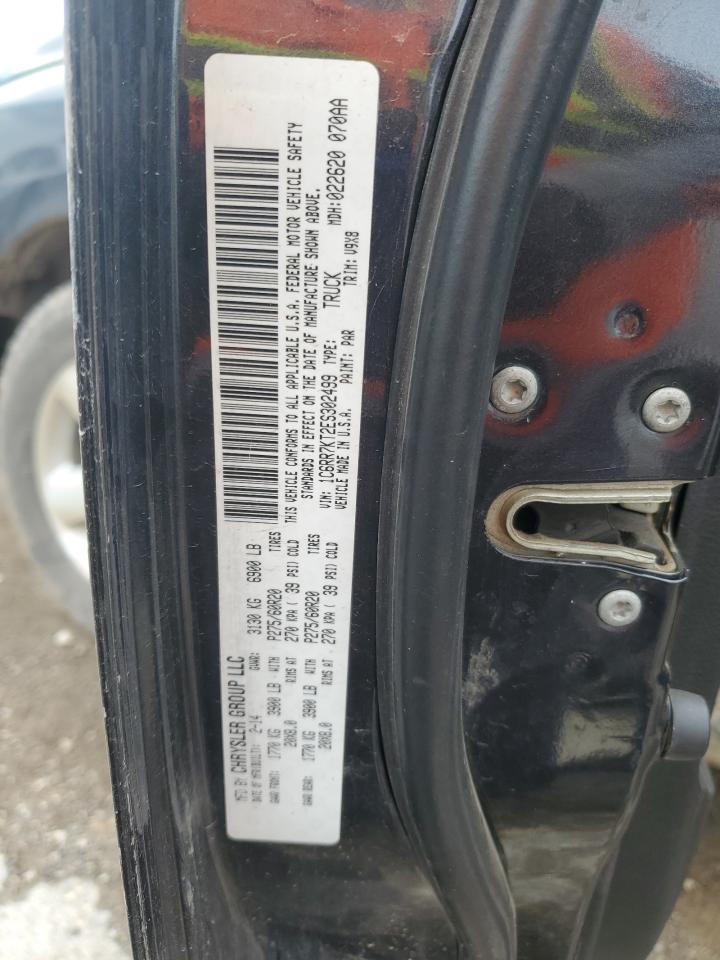 MFD BY CHRYSLER GROUP LLC
DATE OF MFR(BUILT): 2-14 GVWR: 3130 KG 6900 LB
GAWR FRONT: 1770 KG 3900 LB WITH P275/60R20 TIRES
20X8.0 RIMS AT 270 KPA ( 39 PSI) COLD
GAWR REAR: 1770 KG 3900 LB WITH P275/60R20 TIRES
20X8.0 RIMS AT 270 KPA ( 39 PSI) COLD
THIS VEHICLE CONFORMS TO ALL APPLICABLE U.S.A. FEDERAL MOTOR VEHICLE SAFETY
STANDARDS IN EFFECT ON THE DATE OF MANUFACTURE SHOWN ABOVE.
VIN: 1C6RR7KT2ES302499 TYPE: TRUCK MDH:022620 070AA
VEHICLE MADE IN U.S.A. PAINT: PAR TRIM: V9X8